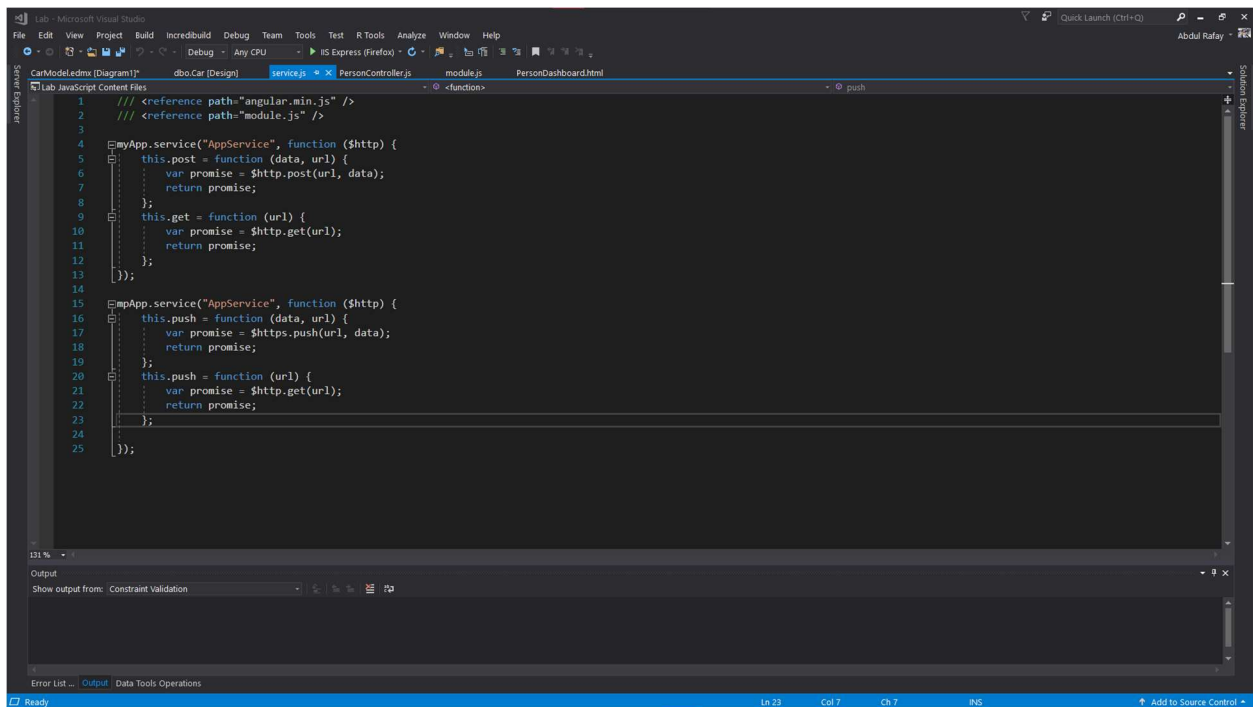 Lab - Microsoft Visual Studio
Quick Launch (Ctrl+Q)
File Edit View Project Build Incredibuild Debug Team Tools Test R Tools Analyze Window Help
Abdul Rafay
Debug Any CPU IIS Express (Firefox)
CarModel.edmx [Diagram1]* dbo.Car [Design] service.js PersonController.js module.js PersonDashboard.html
Server Explorer
Solution Explorer
Lab JavaScript Content Files <function> push
1 /// <reference path="angular.min.js" />
2 /// <reference path="module.js" />
3
4 myApp.service("AppService", function ($http) {
5 this.post = function (data, url) {
6 var promise = $http.post(url, data);
7 return promise;
8 };
9 this.get = function (url) {
10 var promise = $http.get(url);
11 return promise;
12 };
13 });
14
15 mpApp.service("AppService", function ($http) {
16 this.push = function (data, url) {
17 var promise = $https.push(url, data);
18 return promise;
19 };
20 this.push = function (url) {
21 var promise = $http.get(url);
22 return promise;
23 };
24
25 });
131 %
Output
Show output from: Constraint Validation
Error List ... Output Data Tools Operations
Ready Ln 23 Col 7 Ch 7 INS Add to Source Control